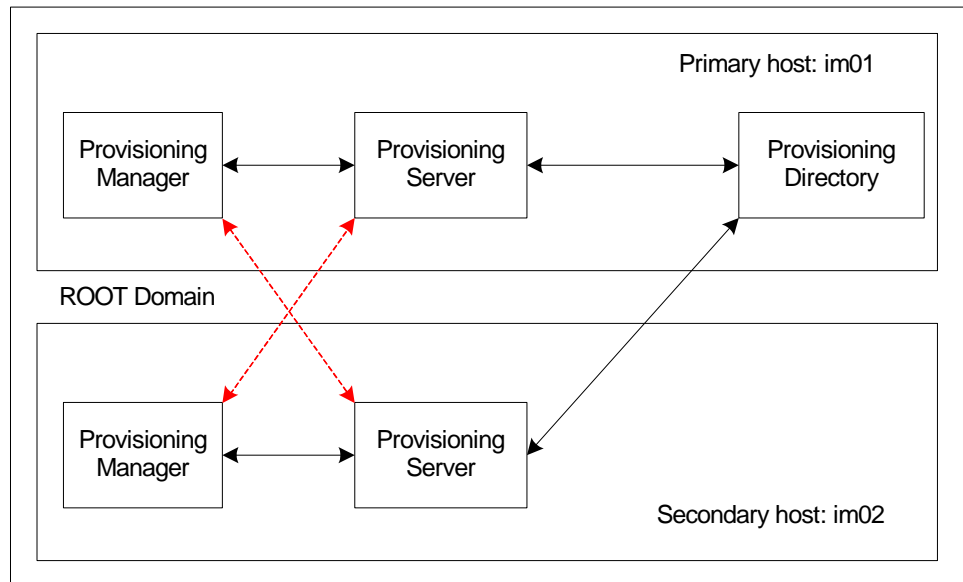 Primary host: im01
Provisioning
Manager
Provisioning
Server
Provisioning
Directory
ROOT Domain
Provisioning
Manager
Provisioning
Server
Secondary host: im02